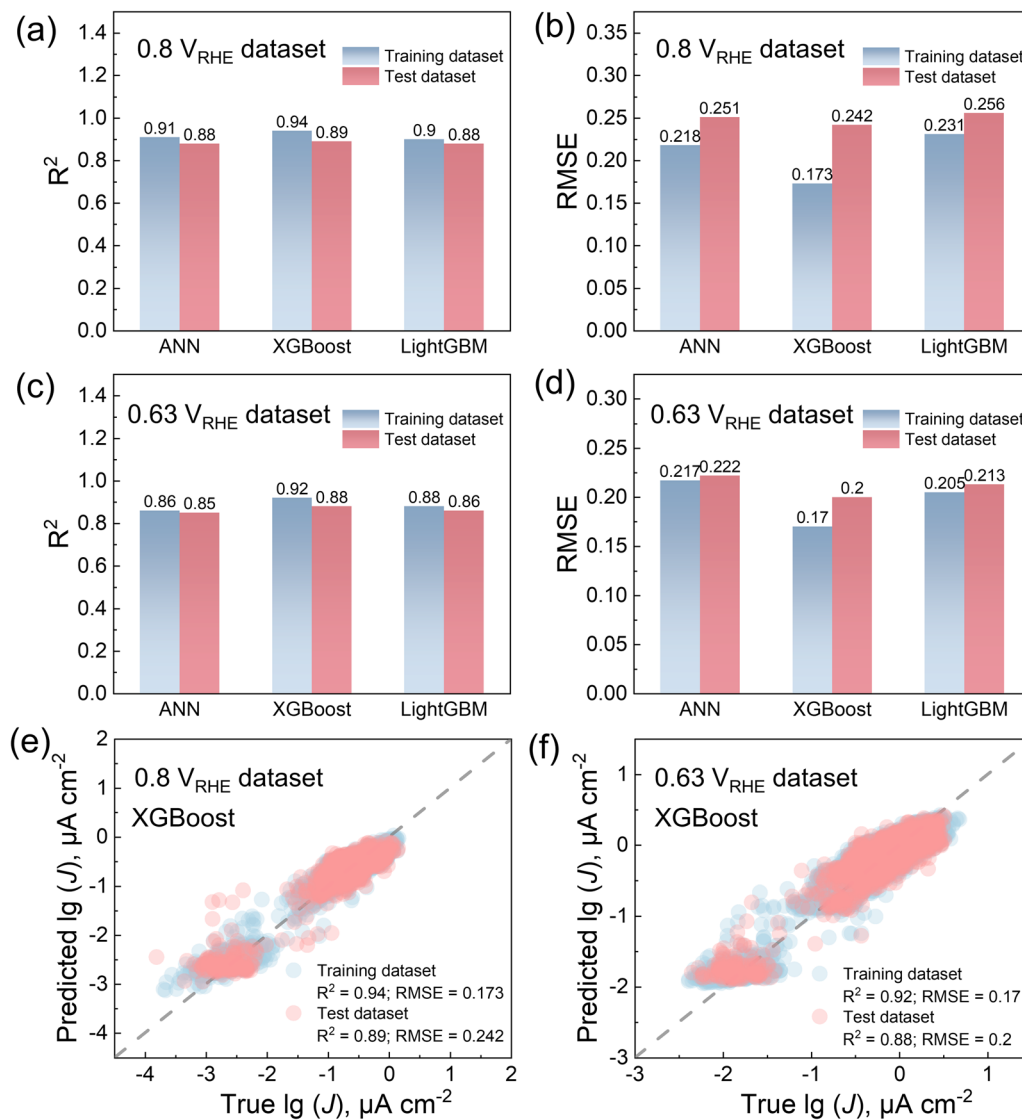 (a)
0.8 V_RHE dataset
Training dataset
Test dataset
R²
1.4
1.2
1.0
0.8
0.6
0.4
0.2
0.0
0.91
0.88
0.94
0.89
0.9
0.88
ANN
XGBoost
LightGBM
(b)
0.8 V_RHE dataset
Training dataset
Test dataset
RMSE
0.35
0.30
0.25
0.20
0.15
0.10
0.05
0.00
0.218
0.251
0.173
0.242
0.231
0.256
ANN
XGBoost
LightGBM
(c)
0.63 V_RHE dataset
Training dataset
Test dataset
R²
1.4
1.2
1.0
0.8
0.6
0.4
0.2
0.0
0.86
0.85
0.92
0.88
0.88
0.86
ANN
XGBoost
LightGBM
(d)
0.63 V_RHE dataset
Training dataset
Test dataset
RMSE
0.30
0.25
0.20
0.15
0.10
0.05
0.00
0.217
0.222
0.17
0.2
0.205
0.213
ANN
XGBoost
LightGBM
(e)
0.8 V_RHE dataset
XGBoost
Predicted lg (J), µA cm⁻²
2
1
0
-1
-2
-3
-4
Training dataset
R² = 0.94; RMSE = 0.173
Test dataset
R² = 0.89; RMSE = 0.242
-4
-3
-2
-1
0
1
2
True lg (J), µA cm⁻²
(f)
0.63 V_RHE dataset
XGBoost
Predicted lg (J), µA cm⁻²
1
0
-1
-2
-3
Training dataset
R² = 0.92; RMSE = 0.17
Test dataset
R² = 0.88; RMSE = 0.2
-3
-2
-1
0
1
True lg (J), µA cm⁻²